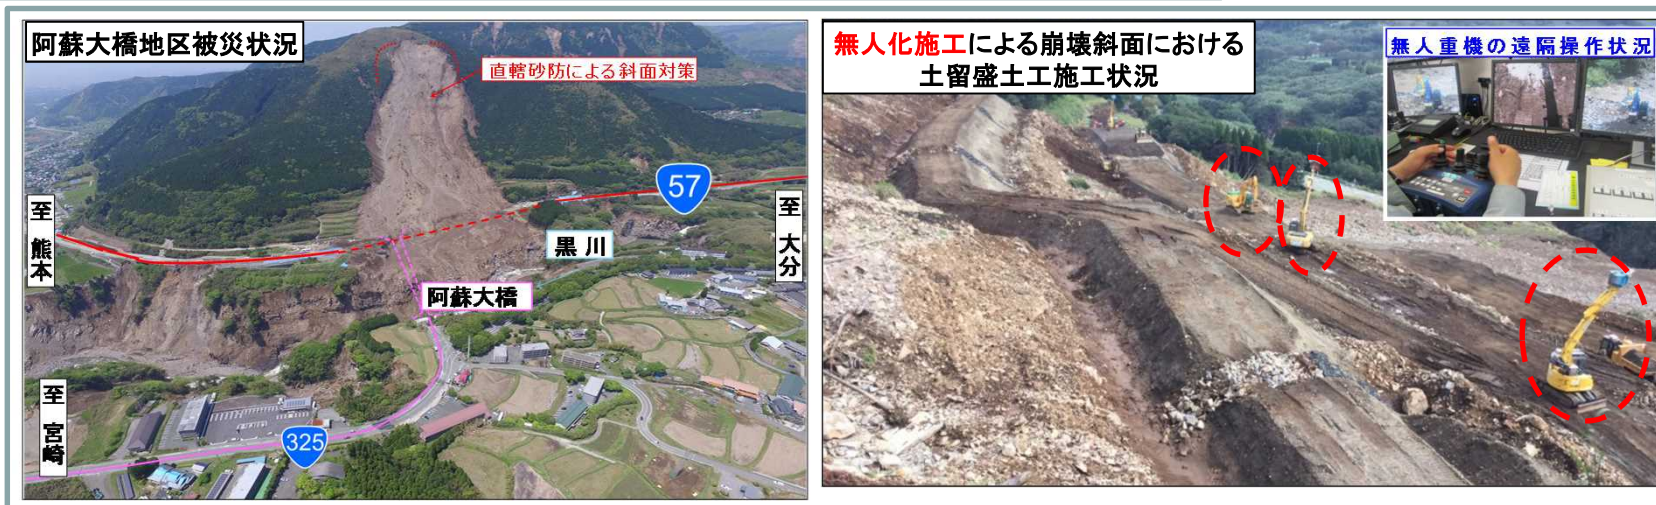 阿蘇大橋地区被災状況
直轄砂防による斜面対策
57
至 熊本
至 大分
黒川
阿蘇大橋
至 宮崎
325
無人化施工による崩壊斜面における
土留盛土工施工状況
無人重機の遠隔操作状況